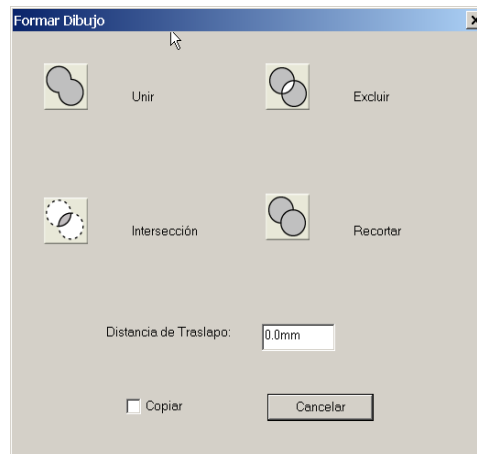 Formar Dibujo
Unir
Excluir
Intersección
Recortar
Distancia de Traslapo:
0.0mm
Copiar
Cancelar